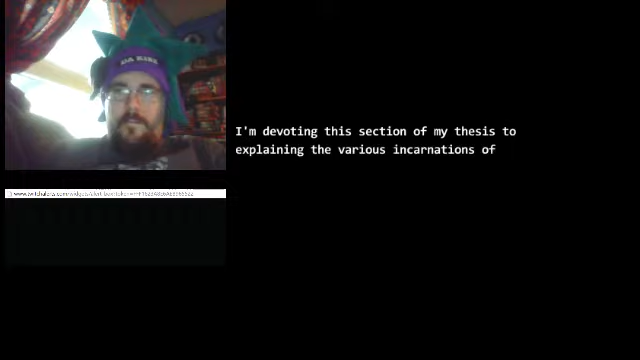 I'm devoting this section of my thesis to
explaining the various incarnations of